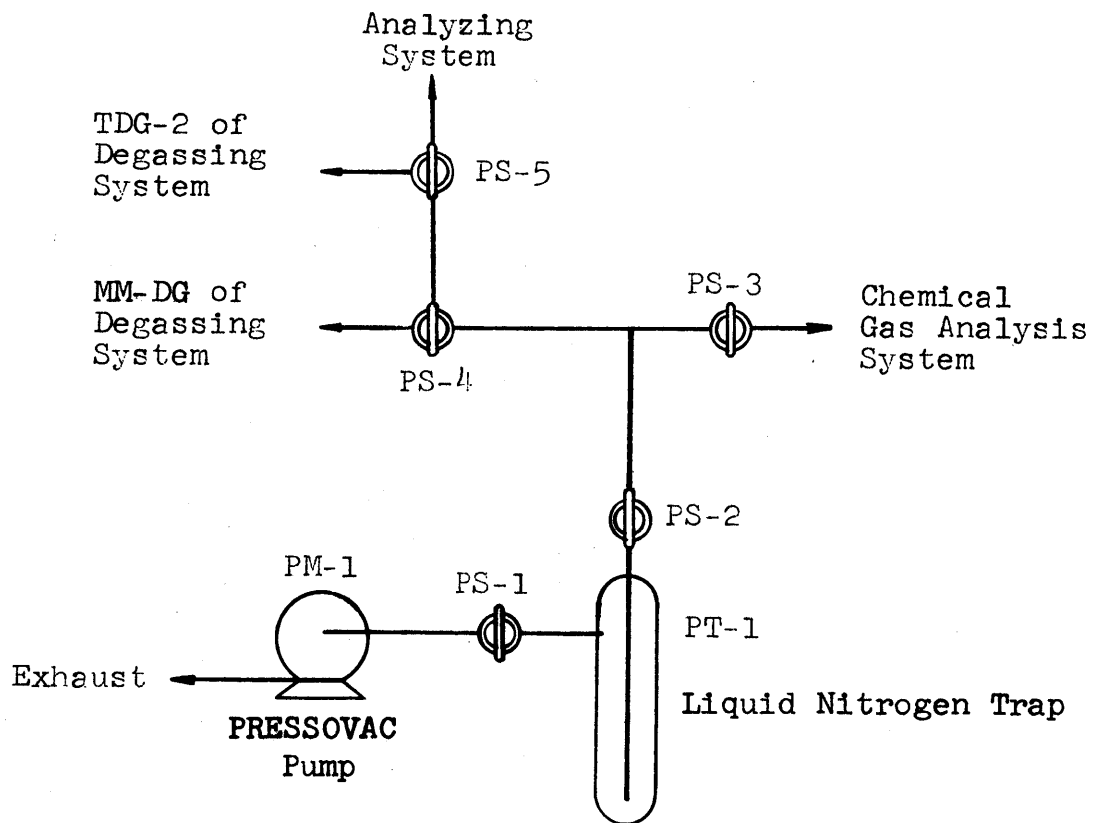 Analyzing
System
TDG-2 of
Degassing
System
PS-5
MM-DG of
Degassing
System
PS-4
PS-3
Chemical
Gas Analysis
System
PS-2
PM-1
PS-1
PT-1
Exhaust
Liquid Nitrogen Trap
PRESSOVAC
Pump